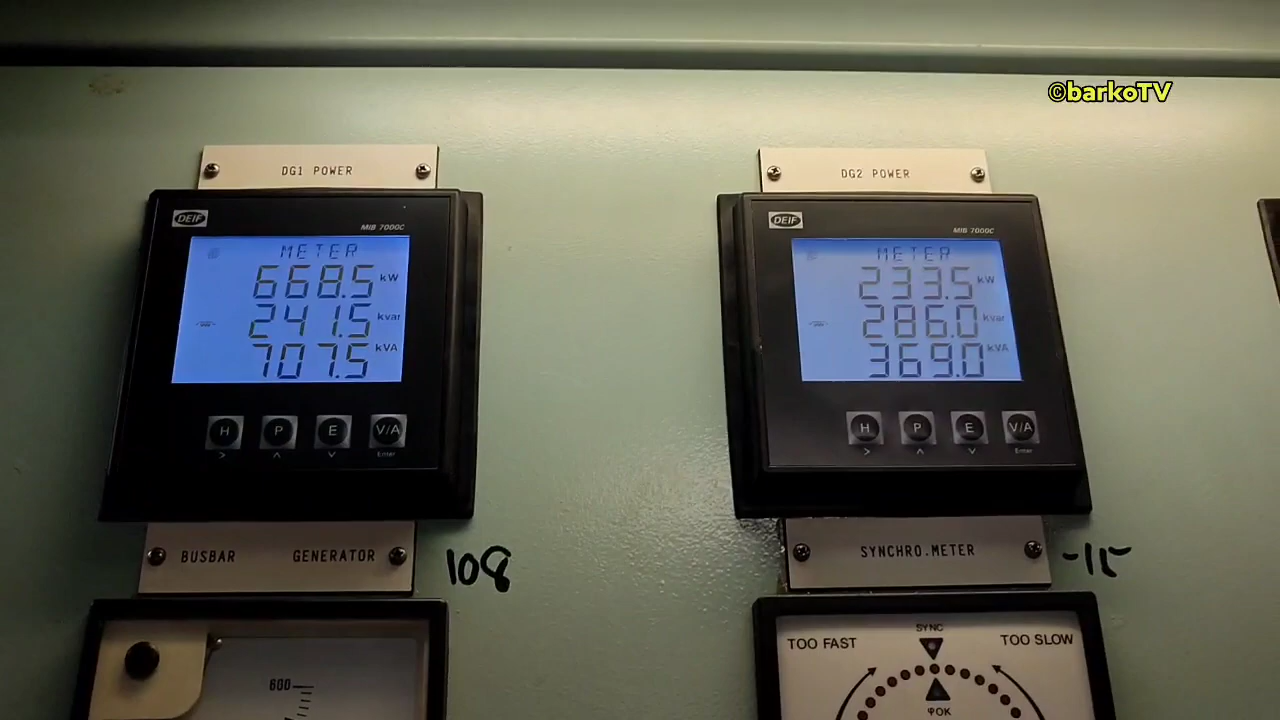 ©barkoTV
DG1 POWER
DEIF
MIB 7000C
METER
668.5 kW
241.5 kvar
707.5 kVA
H P E V/A
> ʌ v Enter
BUSBAR GENERATOR
108
600
DG2 POWER
DEIF
MIB 7000C
METER
233.5 kW
286.0 kvar
369.0 kVA
H P E V/A
> ʌ v Enter
SYNCHRO.METER
-15
SYNC
TOO FAST TOO SLOW
φOK